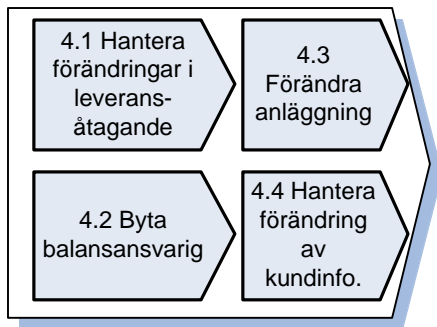 4.1 Hantera
förändringar i
leverans-
åtagande
4.3
Förändra
anläggning
4.2 Byta
balansansvarig
4.4 Hantera
förändring
av
kundinfo.